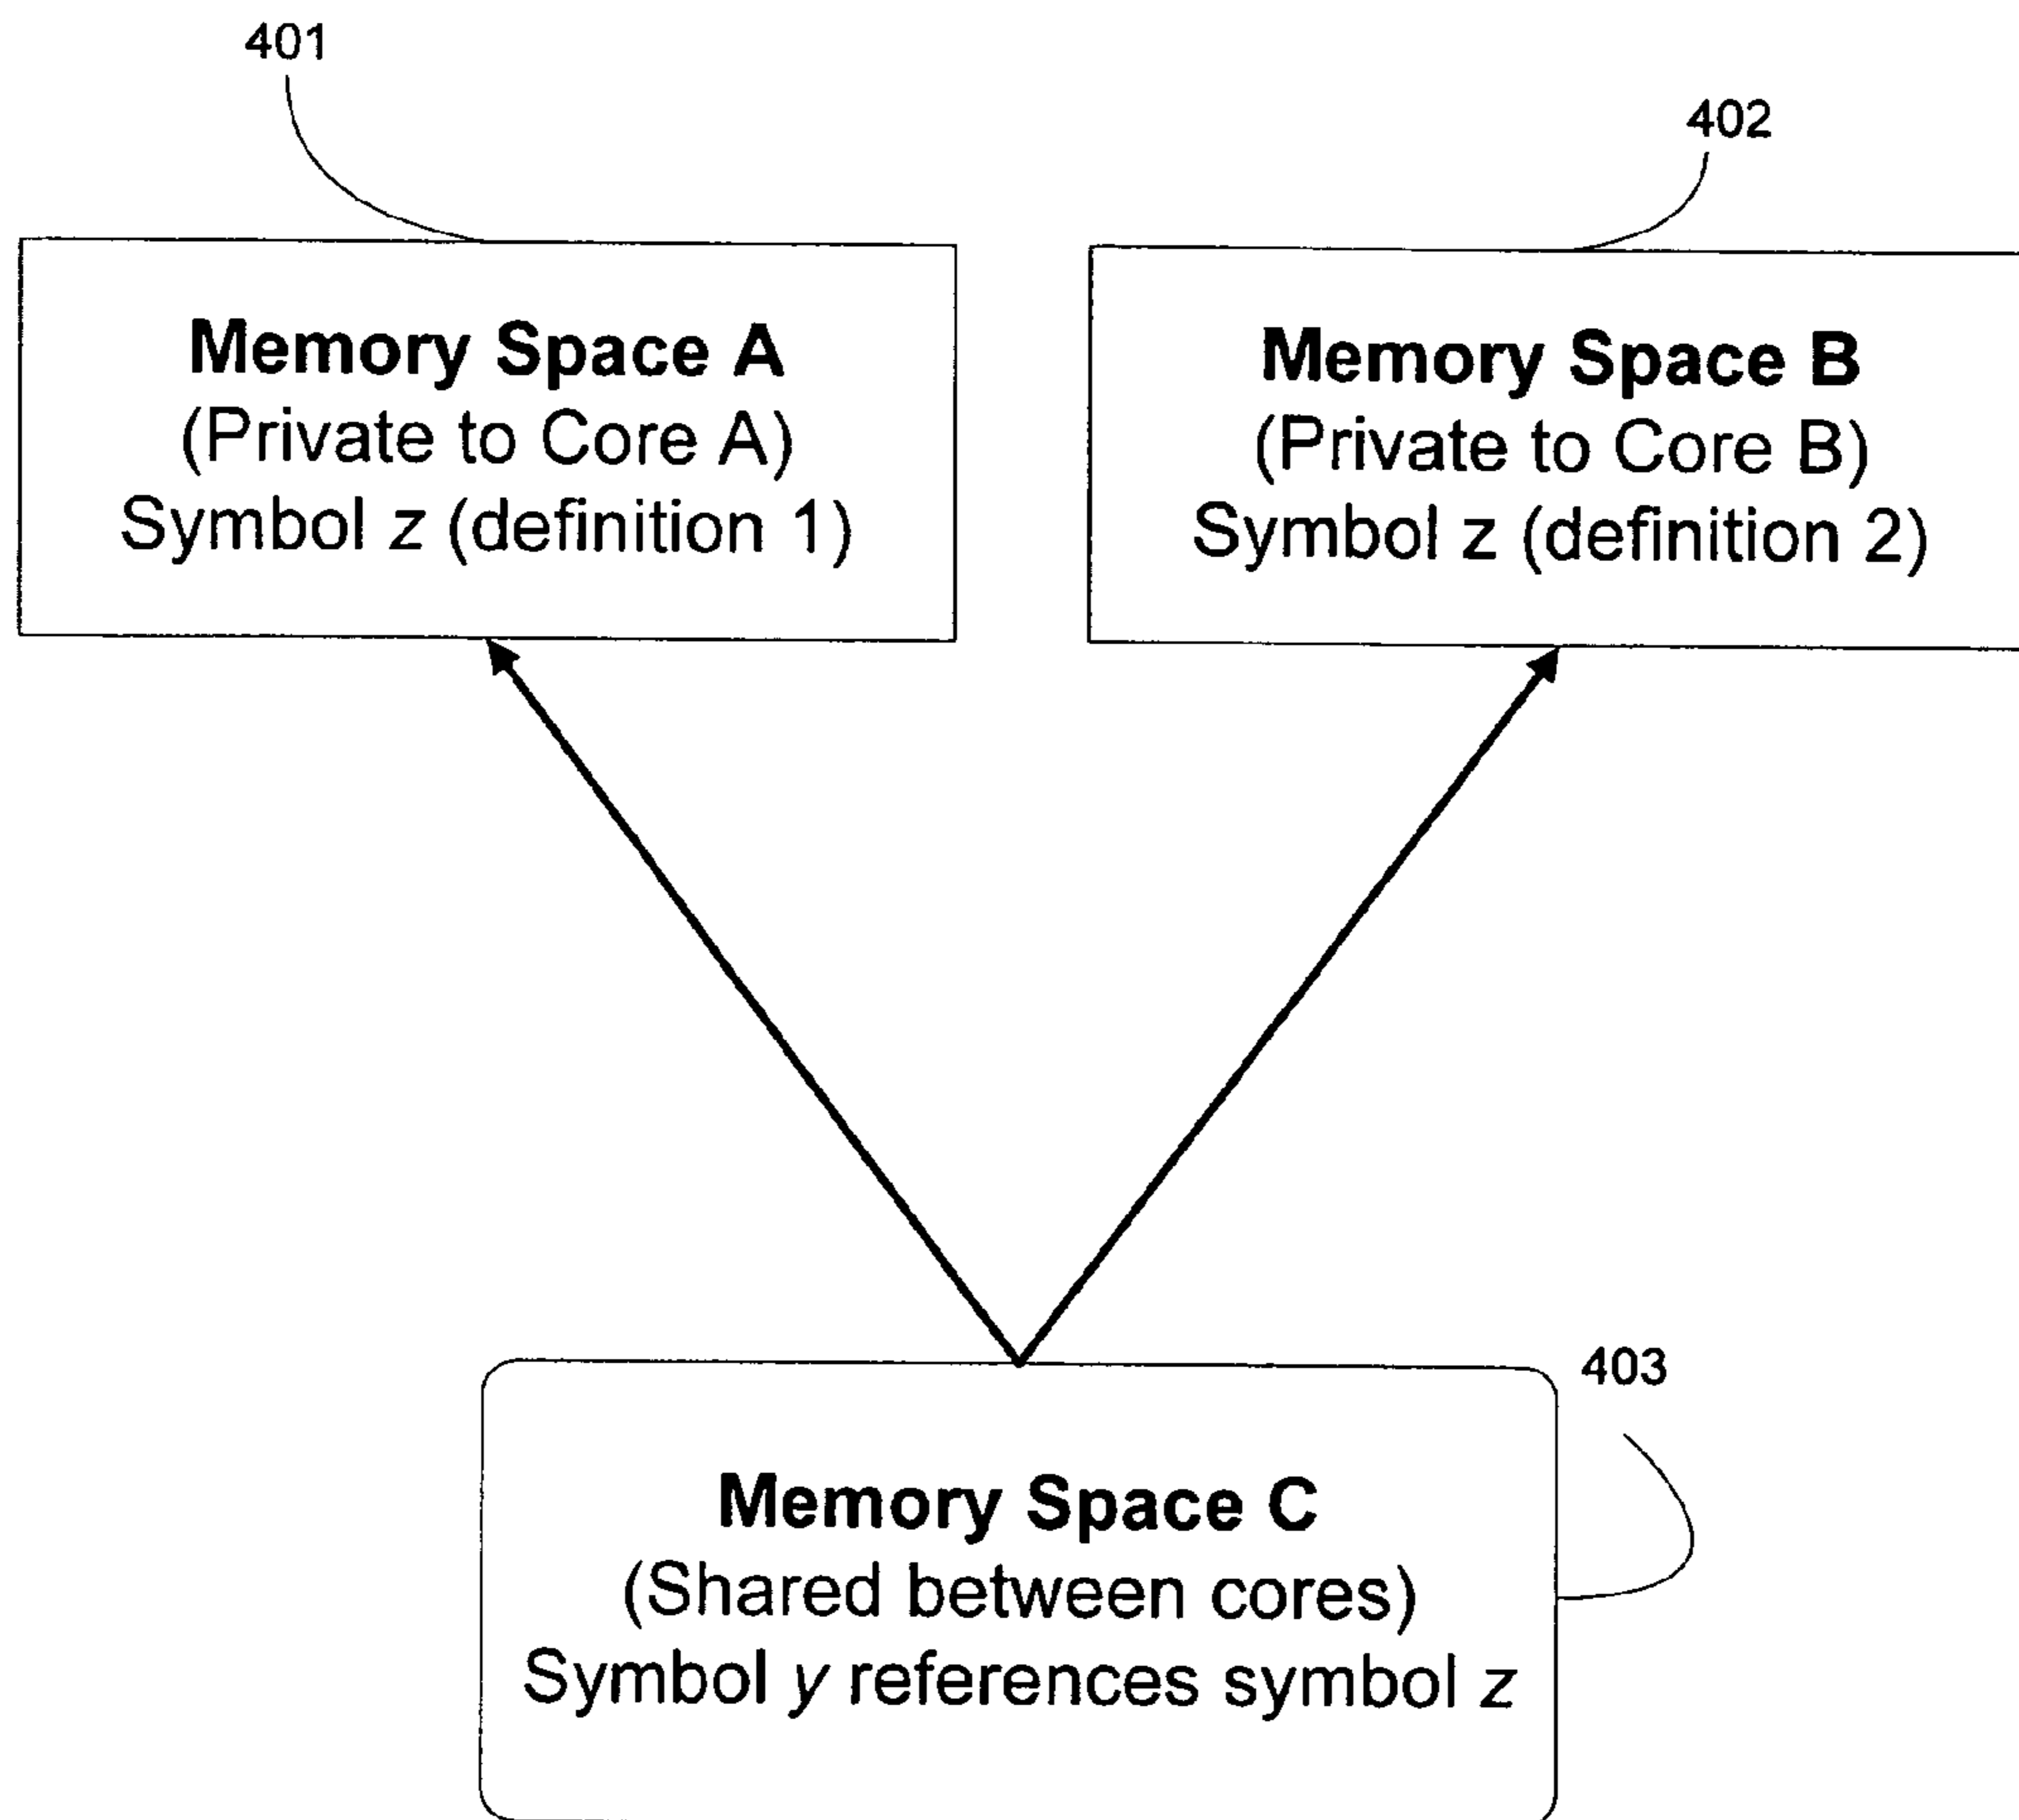 401
402
Memory Space A
(Private to Core A)
Symbol z (definition 1)
Memory Space B
(Private to Core B)
Symbol z (definition 2)
403
Memory Space C
(Shared between cores)
Symbol y references symbol z